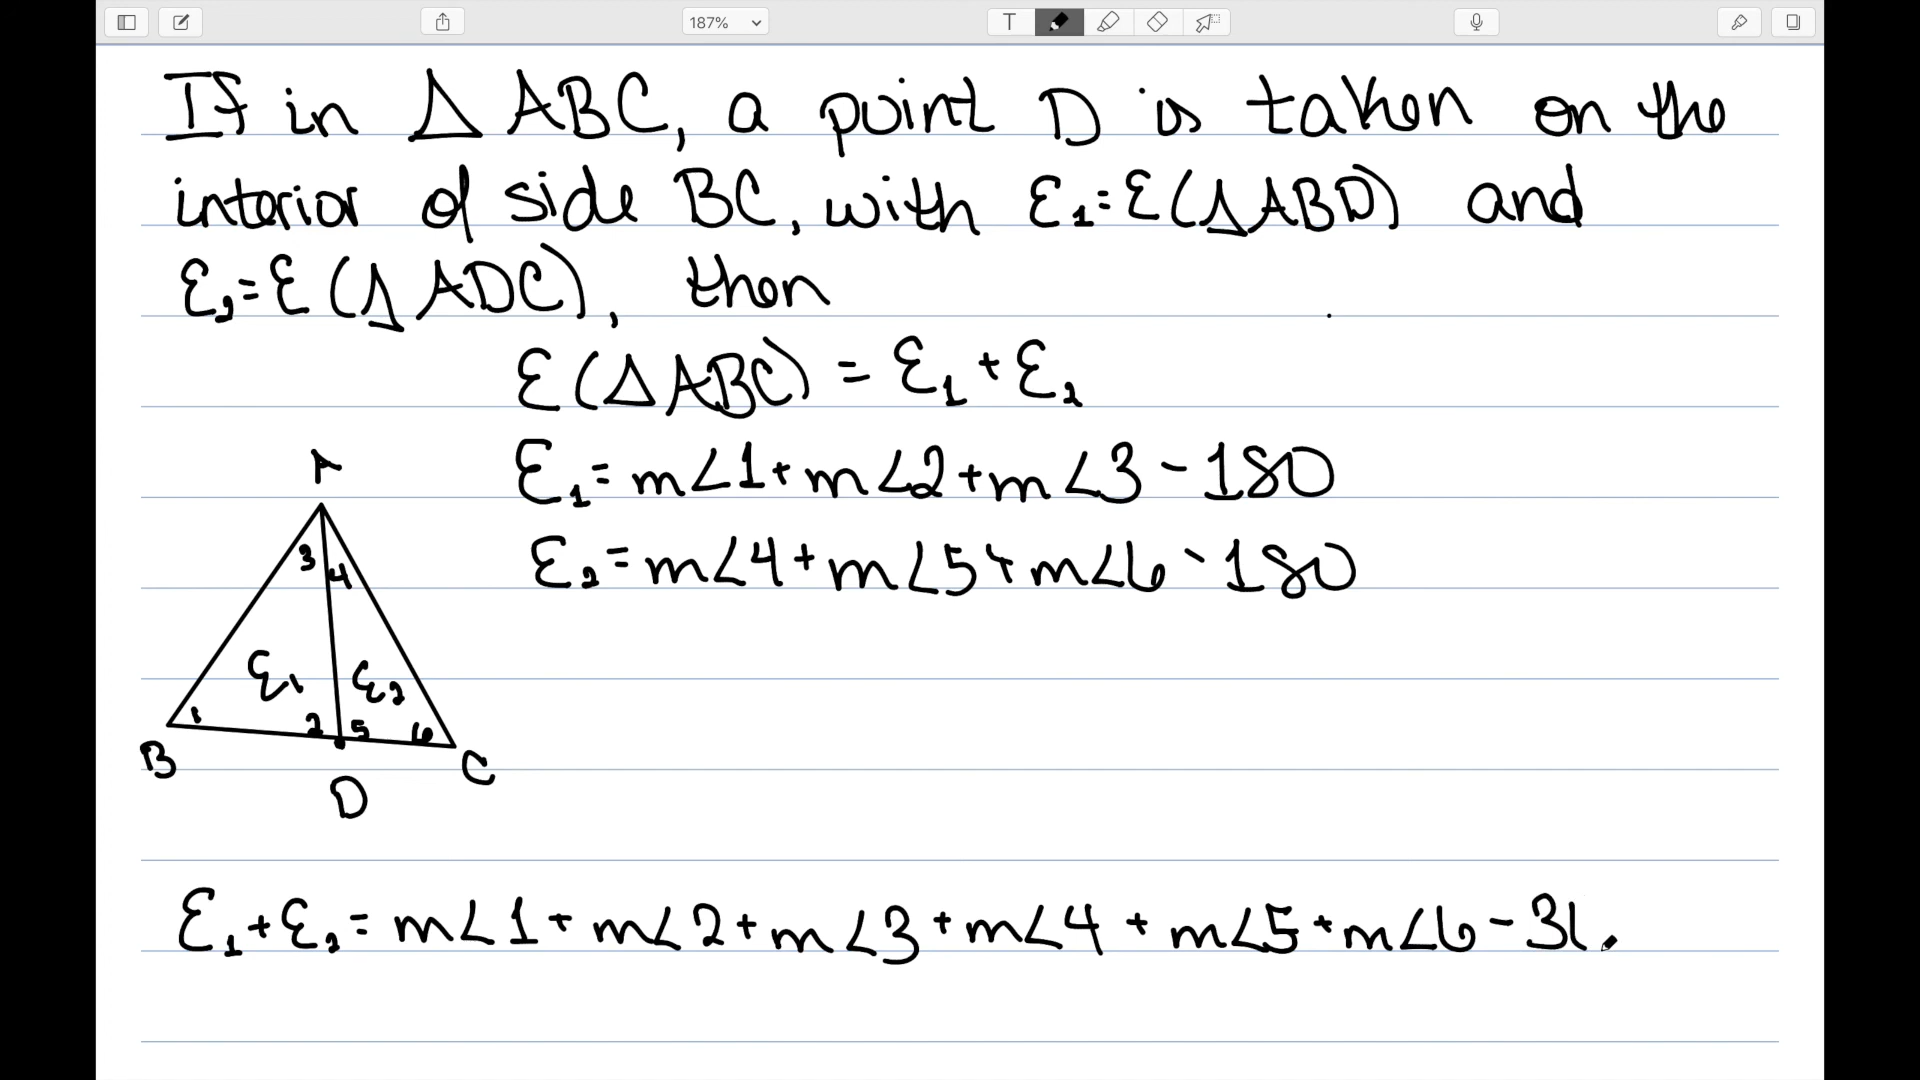 187%
T
If in △ ABC, a point D is taken on the
interior of side BC, with ε₁=ε(△ABD) and
ε₂=ε(△ADC), then
ε(△ABC) = ε₁+ε₂
ε₁=m∠1+m∠2+m∠3-180
ε₂=m∠4+m∠5+m∠6-180
A
3
4
ε₁ ε₂
1 2 5 6
B
C
D
ε₁+ε₂=m∠1+m∠2+m∠3+m∠4+m∠5+m∠6-36